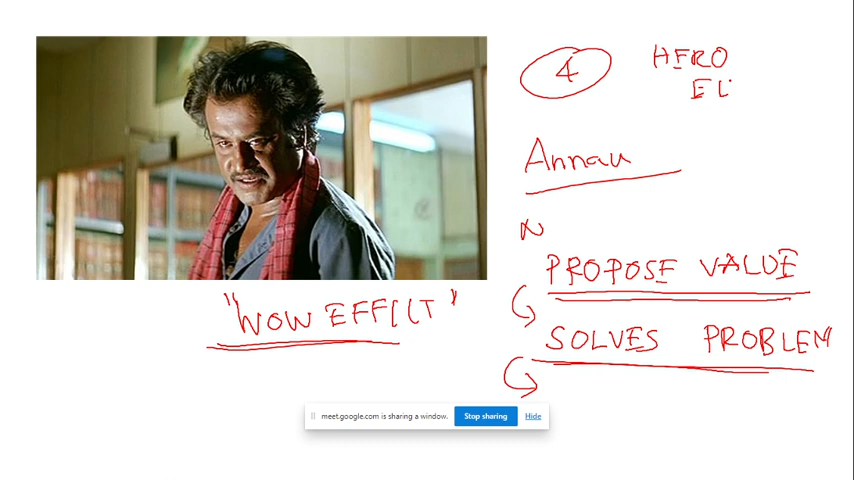 4
HERO
EL
Annau
N
PROPOSE VALUE
SOLVES PROBLEM
"WOW EFFECT"
meet.google.com is sharing a window. Stop sharing Hide